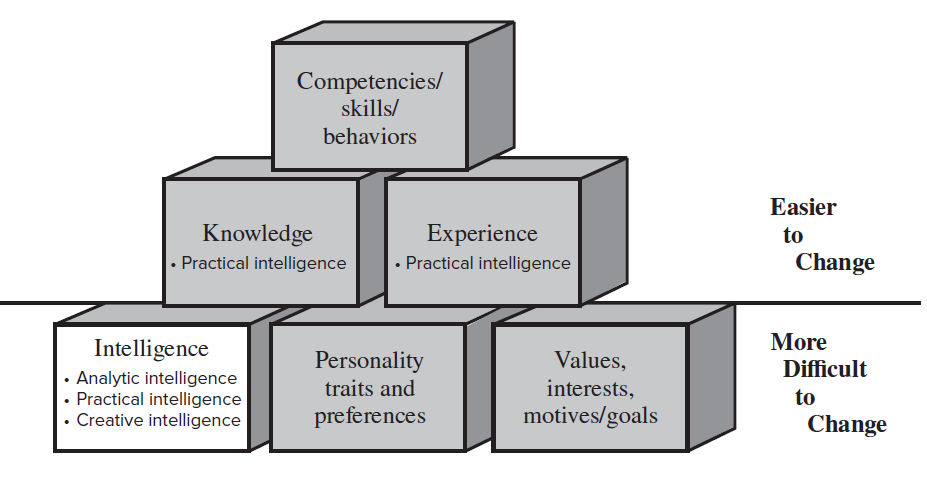 Competencies/
skills/
behaviors
Knowledge
• Practical intelligence
Experience
• Practical intelligence
Easier
to
Change
Intelligence
• Analytic intelligence
• Practical intelligence
• Creative intelligence
Personality
traits and
preferences
Values,
interests,
motives/goals
More
Difficult
to
Change